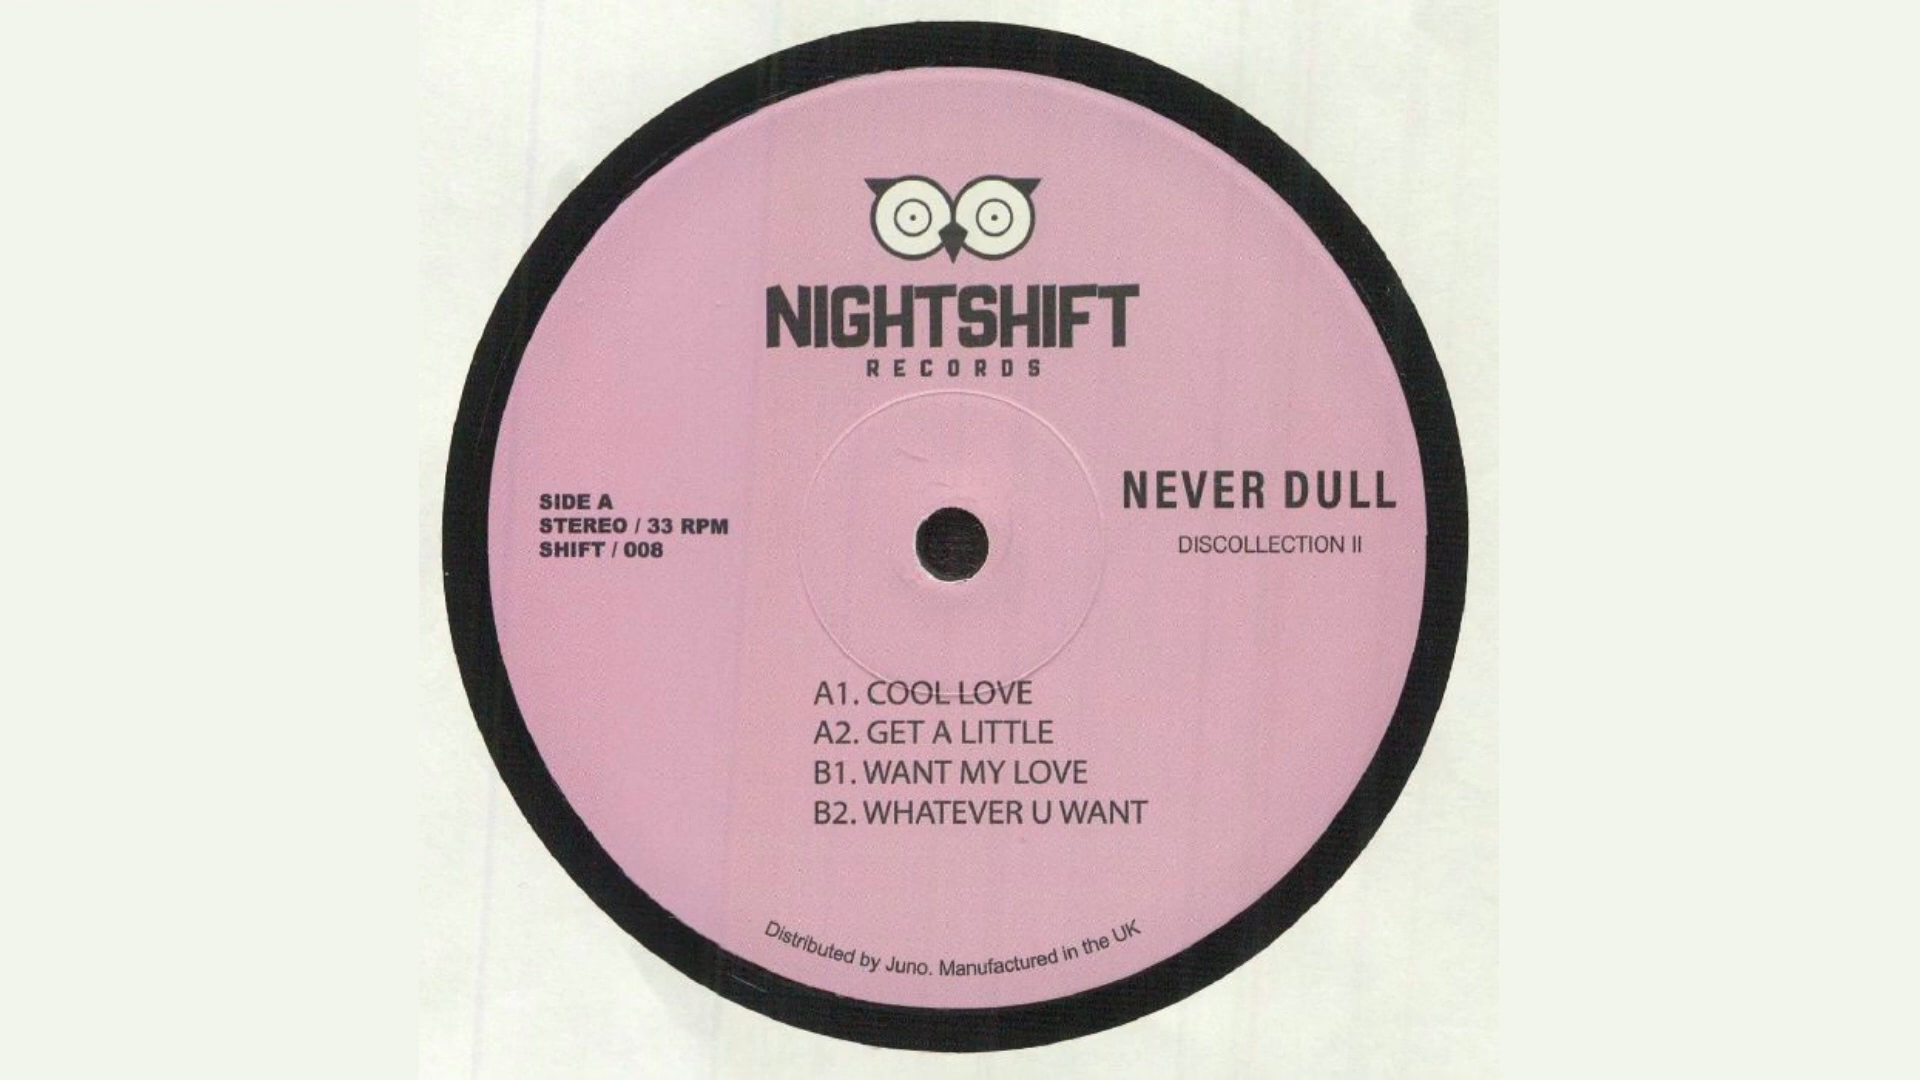 NIGHTSHIFT
RECORDS
SIDE A
STEREO / 33 RPM
SHIFT / 008
NEVER DULL
DISCOLLECTION II
A1. COOL LOVE
A2. GET A LITTLE
B1. WANT MY LOVE
B2. WHATEVER U WANT
Distributed by Juno. Manufactured in the UK